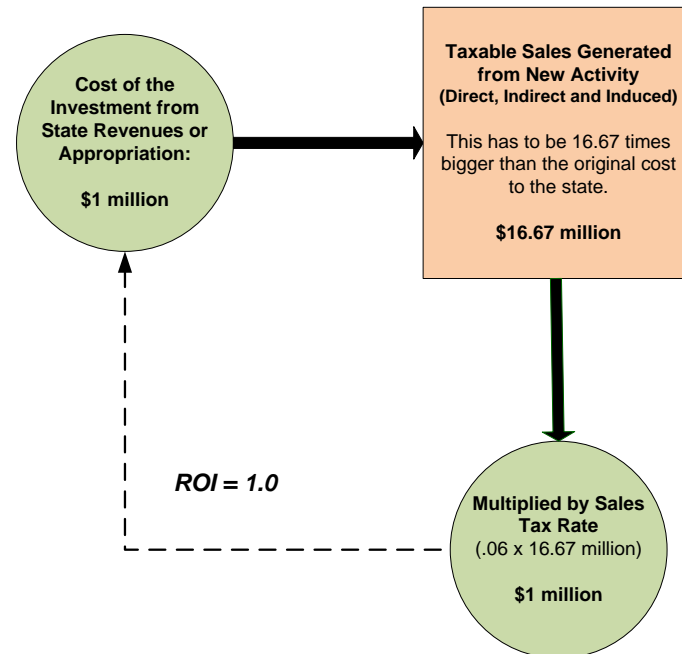 Cost of the
Investment from
State Revenues or
Appropriation:
$1 million
Taxable Sales Generated
from New Activity
(Direct, Indirect and Induced)
This has to be 16.67 times
bigger than the original cost
to the state.
$16.67 million
ROI = 1.0
Multiplied by Sales
Tax Rate
(.06 x 16.67 million)
$1 million